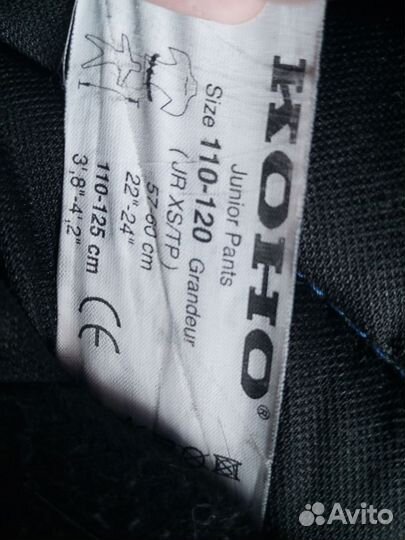 KOHO®
Junior Pants
Size 110-120 Grandeur
(JR XS/TP)
57-60 cm
22"-24"
110-125 cm
3',8"-4',2"
CE
Avito